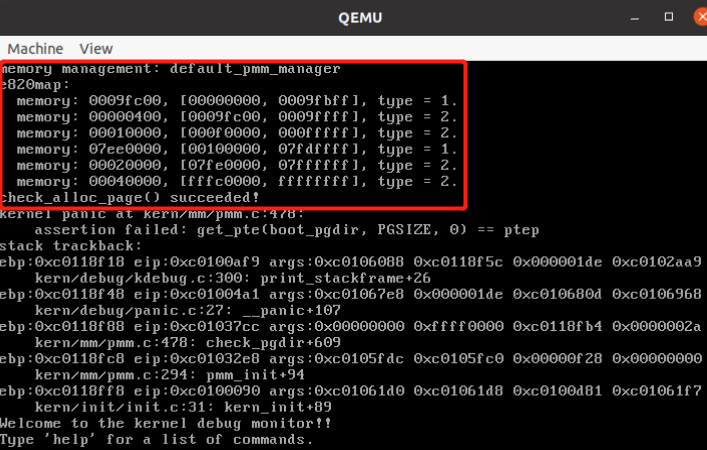 QEMU
Machine View
memory management: default_pmm_manager
e820map:
memory: 0009fc00, [00000000, 0009fbff], type = 1.
memory: 00000400, [0009fc00, 0009ffff], type = 2.
memory: 00010000, [000f0000, 000fffff], type = 2.
memory: 07ee0000, [00100000, 07fdffff], type = 1.
memory: 00020000, [07fe0000, 07ffffff], type = 2.
memory: 00040000, [fffc0000, ffffffff], type = 2.
check_alloc_page() succeeded!
kernel panic at kern/mm/pmm.c:478:
assertion failed: get_pte(boot_pgdir, PGSIZE, 0) == ptep
stack trackback:
ebp:0xc0118f18 eip:0xc0100af9 args:0xc0106088 0xc0118f5c 0x000001de 0xc0102aa9
kern/debug/kdebug.c:300: print_stackframe+26
ebp:0xc0118f48 eip:0xc01004a1 args:0xc01067e8 0x000001de 0xc010680d 0xc0106968
kern/debug/panic.c:27: __panic+107
ebp:0xc0118f88 eip:0xc01037cc args:0x00000000 0xffff0000 0xc0118fb4 0x0000002a
kern/mm/pmm.c:478: check_pgdir+609
ebp:0xc0118fc8 eip:0xc01032e8 args:0xc0105fdc 0xc0105fc0 0x00000f28 0x00000000
kern/mm/pmm.c:294: pmm_init+94
ebp:0xc0118ff8 eip:0xc0100090 args:0xc01061d0 0xc01061d8 0xc0100d81 0xc01061f7
kern/init/init.c:31: kern_init+89
Welcome to the kernel debug monitor!!
Type 'help' for a list of commands.